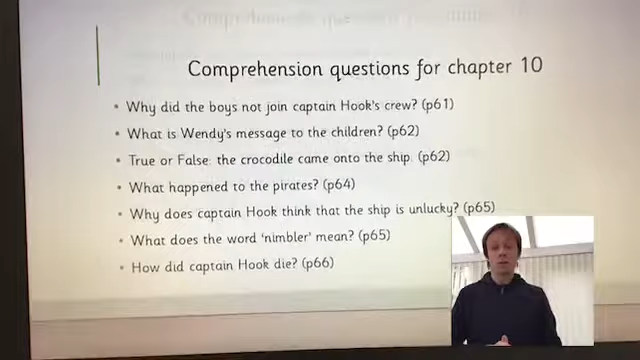 Comprehension questions for chapter 10
• Why did the boys not join captain Hook's crew? (p61)
• What is Wendy's message to the children? (p62)
• True or False: the crocodile came onto the ship. (p62)
• What happened to the pirates? (p64)
• Why does captain Hook think that the ship is unlucky? (p65)
• What does the word 'nimbler' mean? (p65)
• How did captain Hook die? (p66)